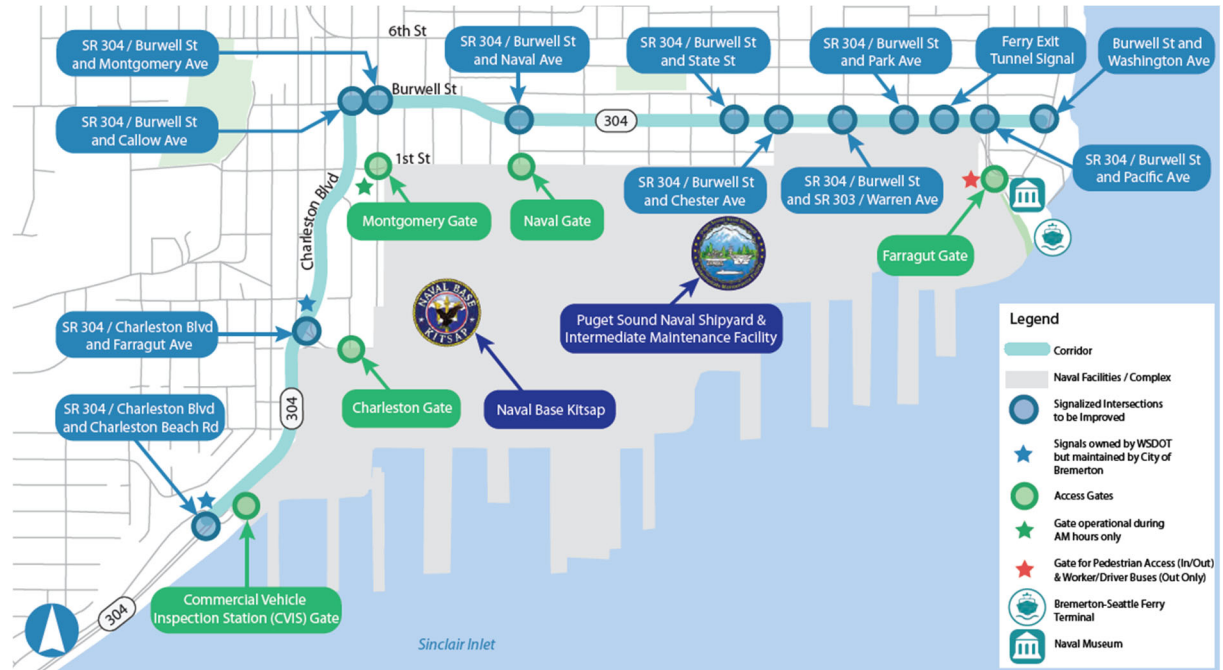 6th St
SR 304 / Burwell St
and Montgomery Ave
SR 304 / Burwell St
and Naval Ave
SR 304 / Burwell St
and State St
SR 304 / Burwell St
and Park Ave
Ferry Exit
Tunnel Signal
Burwell St and
Washington Ave
Burwell St
SR 304 / Burwell St
and Callow Ave
304
1st St
Charleston Blvd
SR 304 / Burwell St
and Chester Ave
SR 304 / Burwell St
and SR 303 / Warren Ave
SR 304 / Burwell St
and Pacific Ave
Montgomery Gate
Naval Gate
Farragut Gate
NAVAL BASE
KITSAP
SR 304 / Charleston Blvd
and Farragut Ave
Puget Sound Naval Shipyard &
Intermediate Maintenance Facility
Charleston Gate
Naval Base Kitsap
304
SR 304 / Charleston Blvd
and Charleston Beach Rd
Commercial Vehicle
Inspection Station (CVIS) Gate
304
Sinclair Inlet
Legend
Corridor
Naval Facilities / Complex
Signalized Intersections
to be Improved
Signals owned by WSDOT
but maintained by City of
Bremerton
Access Gates
Gate operational during
AM hours only
Gate for Pedestrian Access (In/Out)
& Worker/Driver Buses (Out Only)
Bremerton-Seattle Ferry
Terminal
Naval Museum